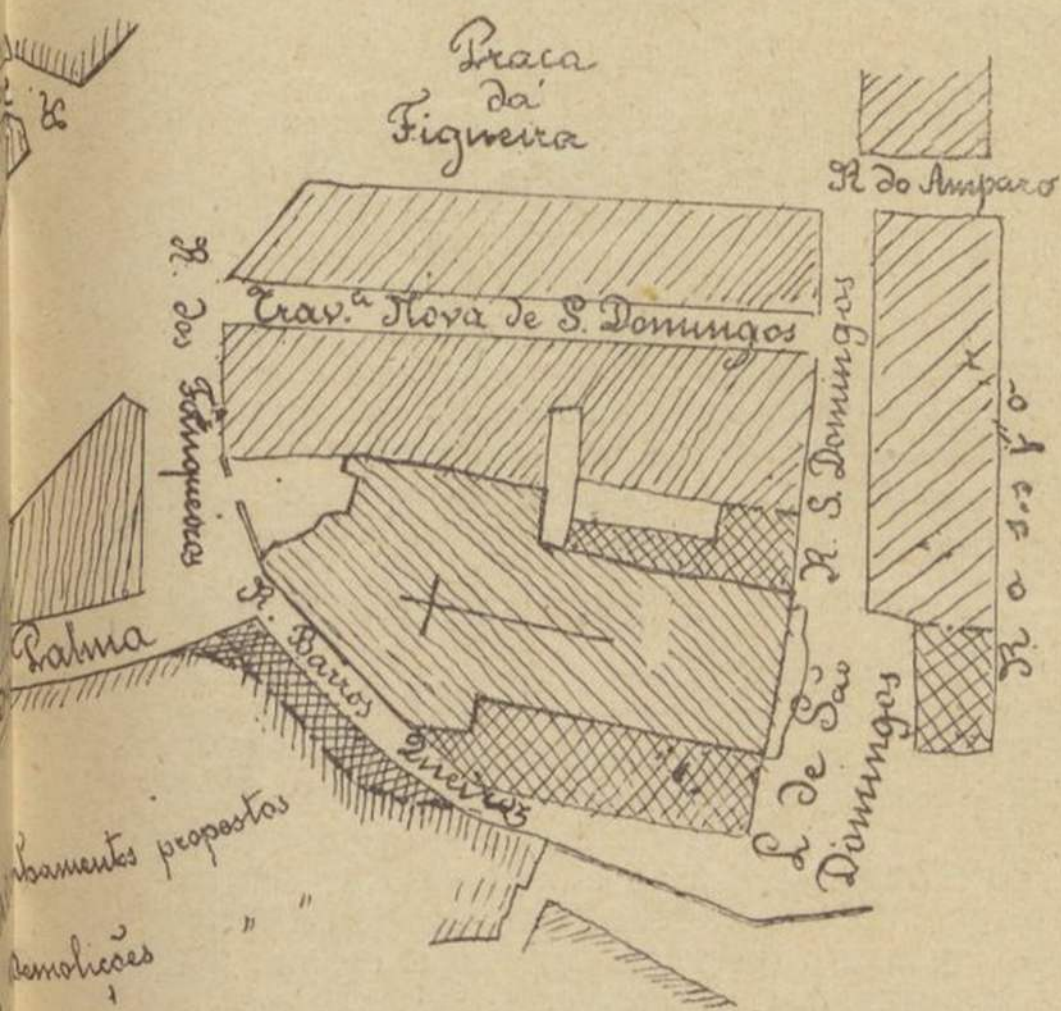 Praça
da
Figueira
R
R do Amparo
R. dos
Trav.ª Nova de S. Domingos
R. S. Domingos
Rossio
Palma
R. Barros
Queiroz
L de São
Domingos
propostos
" "
Demolições